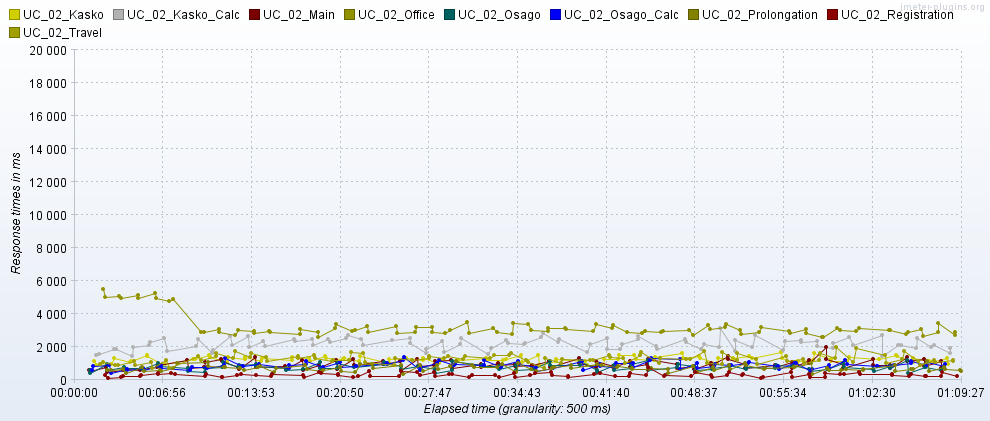 jmeter-plugins.org
UC_02_Kasko UC_02_Kasko_Calc UC_02_Main UC_02_Office UC_02_Osago UC_02_Osago_Calc UC_02_Prolongation UC_02_Registration
UC_02_Travel
20 000
18 000
16 000
14 000
12 000
10 000
8 000
6 000
4 000
2 000
0
Response times in ms
00:00:00 00:06:56 00:13:53 00:20:50 00:27:47 00:34:43 00:41:40 00:48:37 00:55:34 01:02:30 01:09:27
Elapsed time (granularity: 500 ms)